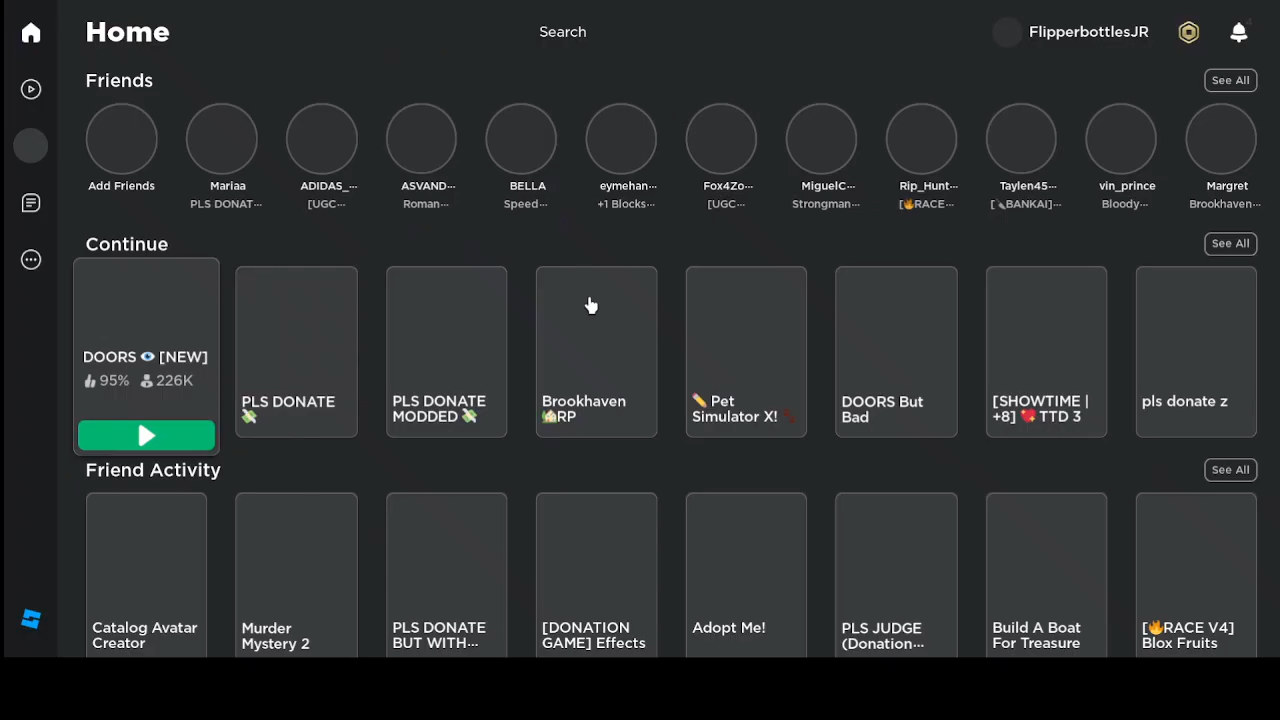 Home
Search
FlipperbottlesJR
Friends
See All
Add Friends
Mariaa
ADIDAS_···
ASVAND···
BELLA
eymehan···
Fox4Zo···
MiguelC···
Rip_Hunt···
Taylen45···
vin_prince
Margret
PLS DONAT···
[UGC···
Roman···
Speed···
+1 Blocks···
[UGC···
Strongman···
[🔥RACE···
[🔪BANKAI]···
Bloody···
Brookhaven···
Continue
See All
DOORS 👁️ [NEW]
95% 226K
PLS DONATE
💸
PLS DONATE
MODDED 💸
Brookhaven
🏡RP
✏️ Pet
Simulator X!
DOORS But
Bad
[SHOWTIME |
+8] 💘 TTD 3
pls donate z
Friend Activity
See All
Catalog Avatar
Creator
Murder
Mystery 2
PLS DONATE
BUT WITH···
[DONATION
GAME] Effects
Adopt Me!
PLS JUDGE
(Donation···
Build A Boat
For Treasure
[🔥RACE V4]
Blox Fruits